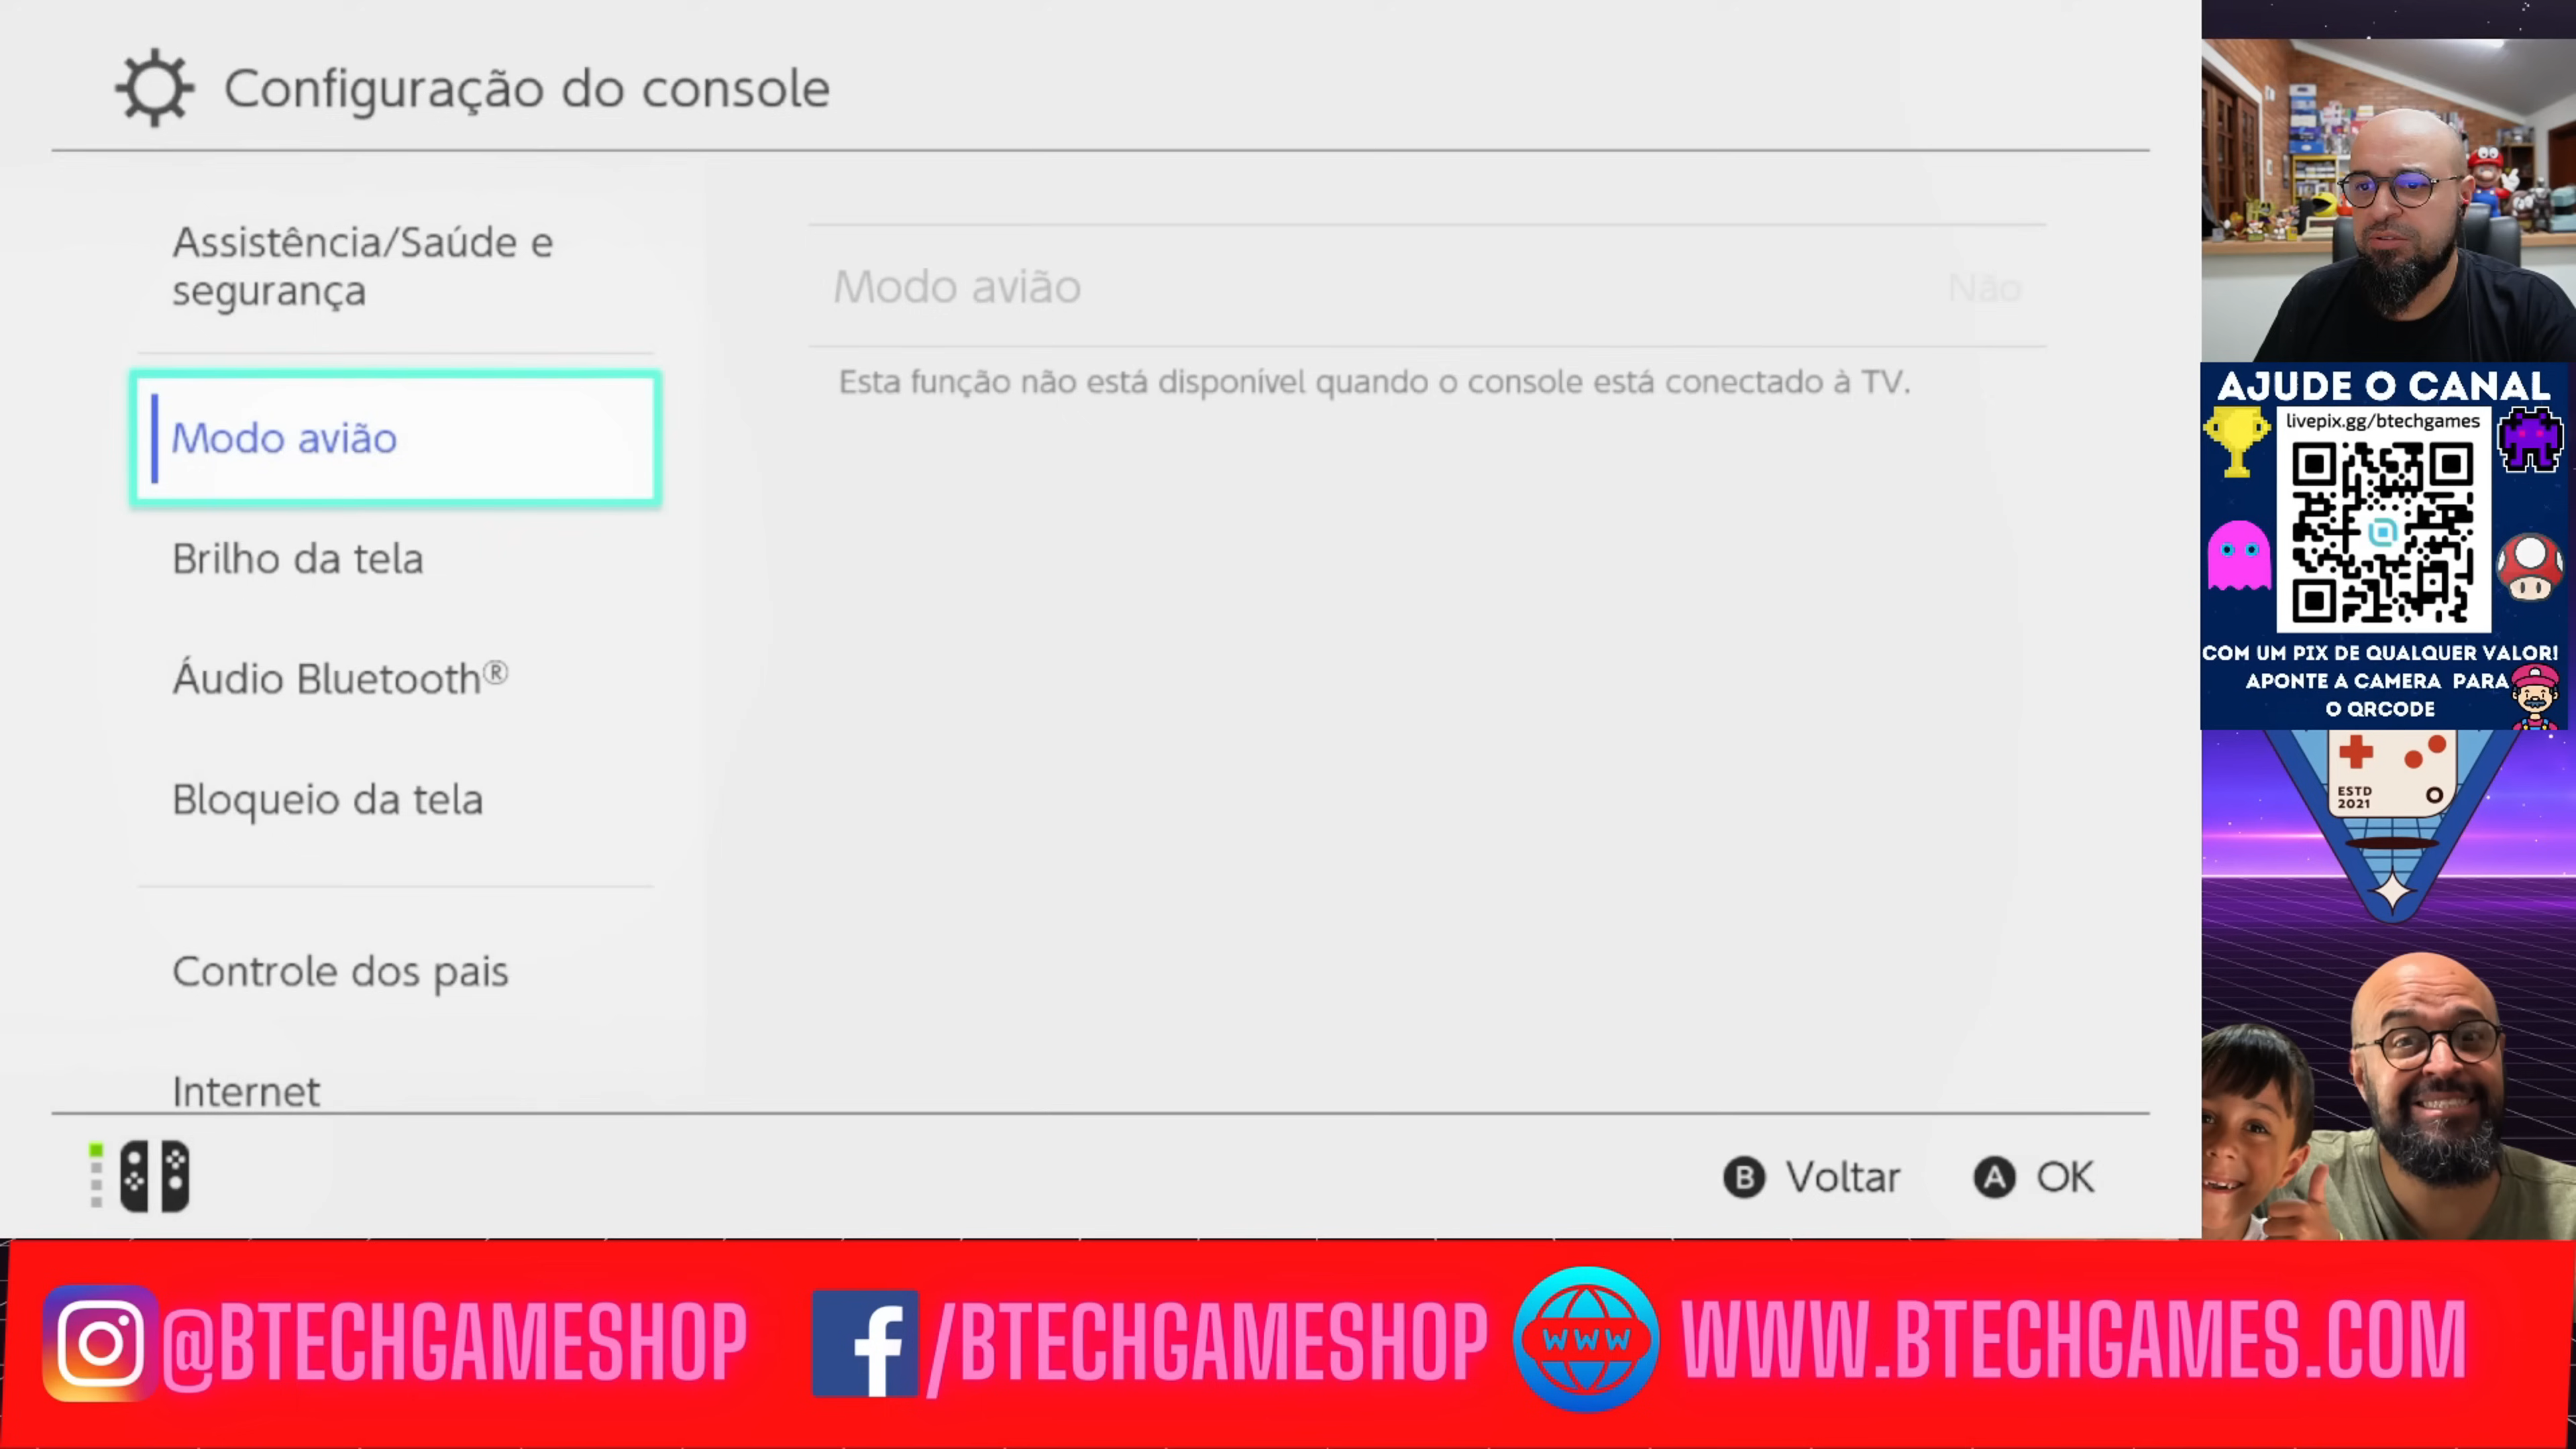 Configuração do console
Assistência/Saúde e
segurança
Modo avião
Brilho da tela
Áudio Bluetooth®
Bloqueio da tela
Controle dos pais
Internet
Modo avião Não
Esta função não está disponível quando o console está conectado à TV.
B Voltar A OK
AJUDE O CANAL
livepix.gg/btechgames
COM UM PIX DE QUALQUER VALOR!
APONTE A CAMERA PARA
O QRCODE
ESTD
2021
@BTECHGAMESHOP
f /BTECHGAMESHOP
WWW WWW.BTECHGAMES.COM